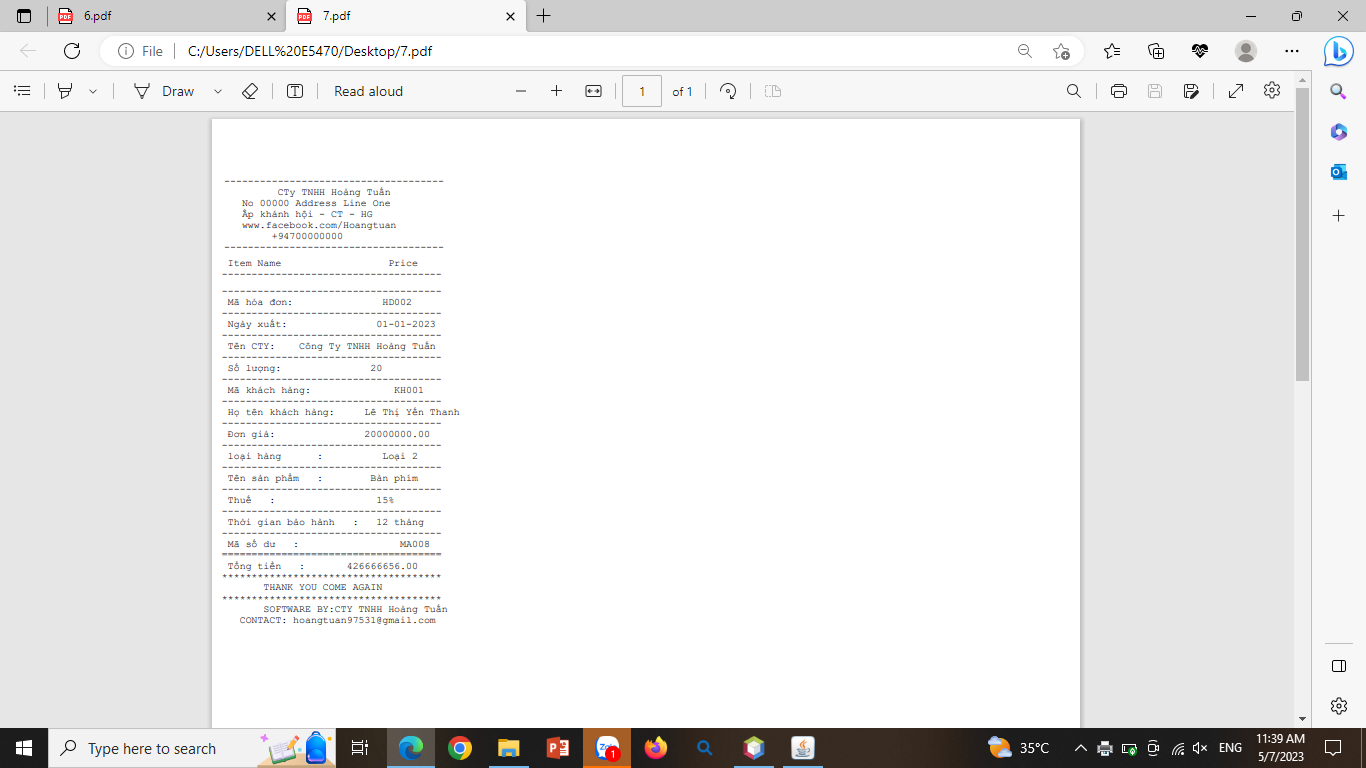 6.pdf
7.pdf
File
C:/Users/DELL%20E5470/Desktop/7.pdf
Draw
Read aloud
1 of 1
--------------------------------------
CTy TNHH Hoàng Tuấn
No 00000 Address Line One
Ấp khánh hội - CT - HG
www.facebook.com/Hoangtuan
+94700000000
--------------------------------------
Item Name Price
--------------------------------------
--------------------------------------
Mã hóa đơn: HD002
--------------------------------------
Ngày xuất: 01-01-2023
--------------------------------------
Tên CTY: Công Ty TNHH Hoàng Tuấn
--------------------------------------
Số lượng: 20
--------------------------------------
Mã khách hàng: KH001
--------------------------------------
Họ tên khách hàng: Lê Thị Yến Thanh
--------------------------------------
Đơn giá: 20000000.00
--------------------------------------
loại hàng : Loại 2
--------------------------------------
Tên sản phẩm : Bàn phím
--------------------------------------
Thuế : 15%
--------------------------------------
Thời gian bảo hành : 12 tháng
--------------------------------------
Mã số dư : MA008
======================================
Tổng tiền : 426666656.00
**************************************
THANK YOU COME AGAIN
**************************************
SOFTWARE BY:CTY TNHH Hoàng Tuấn
CONTACT: hoangtuan97531@gmail.com
Type here to search
Zalo
1
35°C
ENG
11:39 AM
5/7/2023